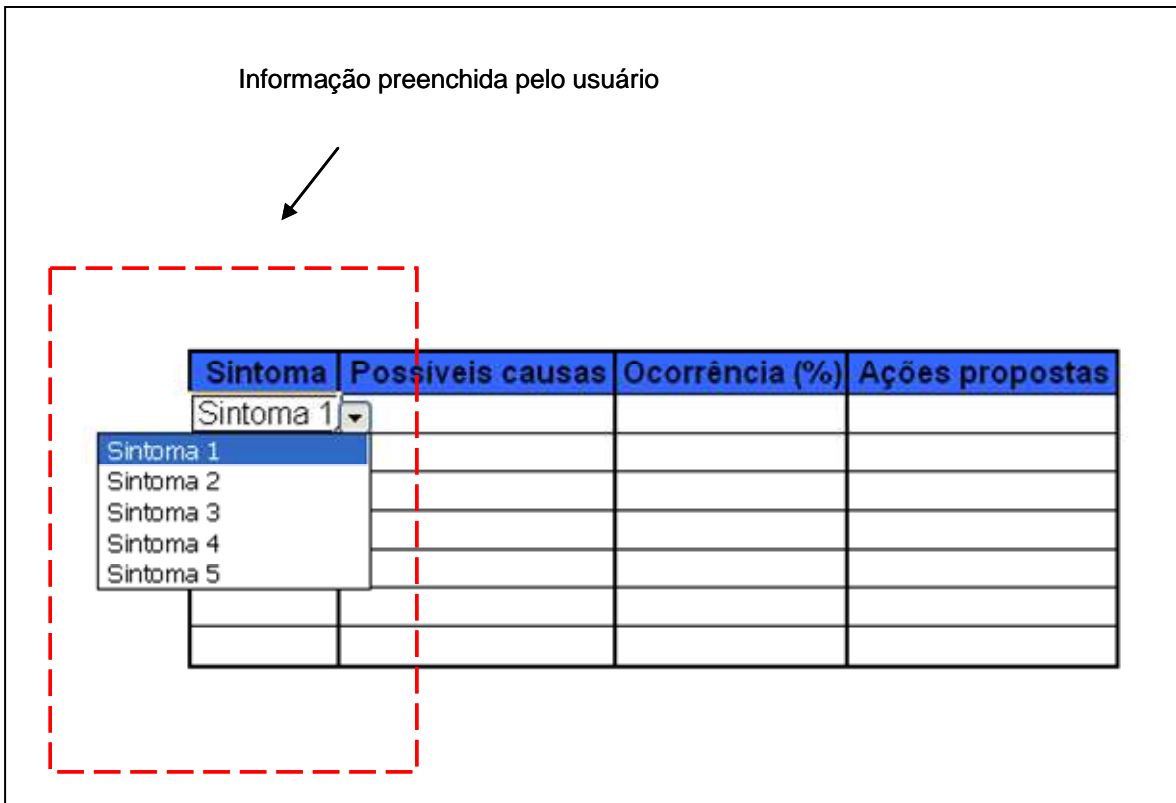 Informação preenchida pelo usuário
Sintoma Possíveis causas Ocorrência (%) Ações propostas
Sintoma 1
Sintoma 1
Sintoma 2
Sintoma 3
Sintoma 4
Sintoma 5